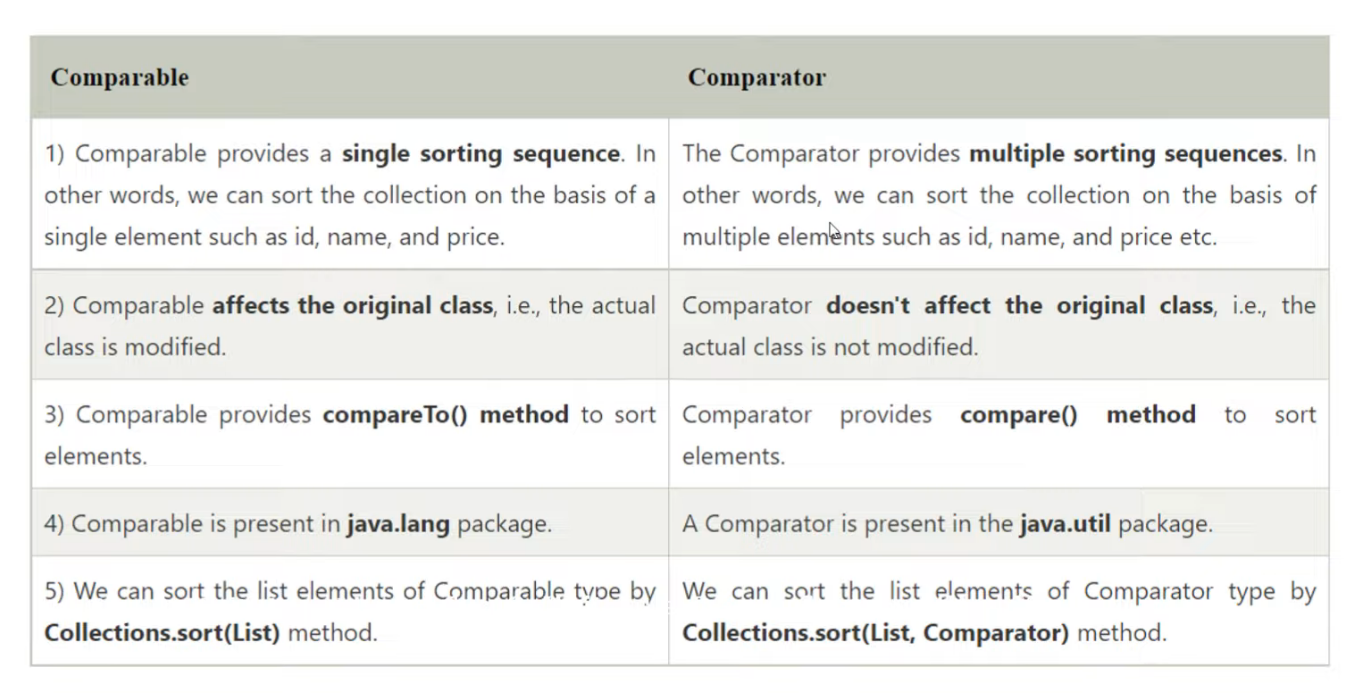 Comparable
Comparator
1) Comparable provides a single sorting sequence. In
other words, we can sort the collection on the basis of a
single element such as id, name, and price.
The Comparator provides multiple sorting sequences. In
other words, we can sort the collection on the basis of
multiple elements such as id, name, and price etc.
2) Comparable affects the original class, i.e., the actual
class is modified.
Comparator doesn't affect the original class, i.e., the
actual class is not modified.
3) Comparable provides compareTo() method to sort
elements.
Comparator provides compare() method to sort
elements.
4) Comparable is present in java.lang package.
A Comparator is present in the java.util package.
5) We can sort the list elements of Comparable type by
Collections.sort(List) method.
We can sort the list elements of Comparator type by
Collections.sort(List, Comparator) method.